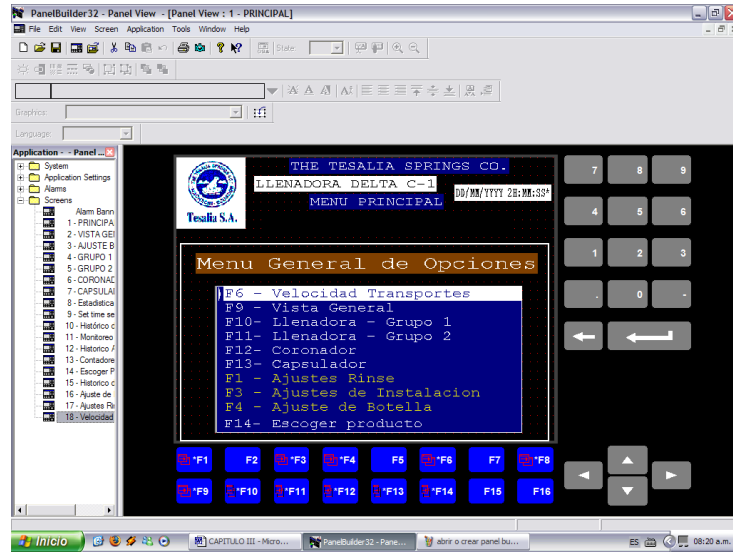 PanelBuilder32 - Panel View - [Panel View : 1 - PRINCIPAL]
File Edit View Screen Application Tools Window Help
State:
Graphics:
Language:
Application - - Panel ...
System
Application Settings
Alarms
Screens
Alarm Bann
1 - PRINCIPA
2 - VISTA GEI
3 - AJUSTE B
4 - GRUPO 1
5 - GRUPO 2
6 - CORONAD
7 - CAPSULAI
8 - Estadistica
9 - Set time se
10 - Histórico c
11 - Monitoreo
12 - Historico A
13 - Contadore
14 - Escoger P
15 - Historico c
16 - Ajuste de
17 - Ajustes Ri
18 - Velocidad
Tesalia S.A.
THE TESALIA SPRINGS CO.
LLENADORA DELTA C-1
MENU PRINCIPAL
DD/MM/YYYY ZH:MM:SS*
Menu General de Opciones
F6 - Velocidad Transportes
F9 - Vista General
F10- Llenadora - Grupo 1
F11- Llenadora - Grupo 2
F12- Coronador
F13- Capsulador
F1 - Ajustes Rinse
F3 - Ajustes de Instalacion
F4 - Ajuste de Botella
F14- Escoger producto
7 8 9
4 5 6
1 2 3
. 0 -
*F1 F2 *F3 *F4 F5 *F6 F7 *F8
*F9 *F10 *F11 *F12 *F13 *F14 F15 F16
Inicio
CAPITULO III - Micro...
PanelBuilder32 - Pane...
abrir o crear panel bu...
ES
08:20 a.m.